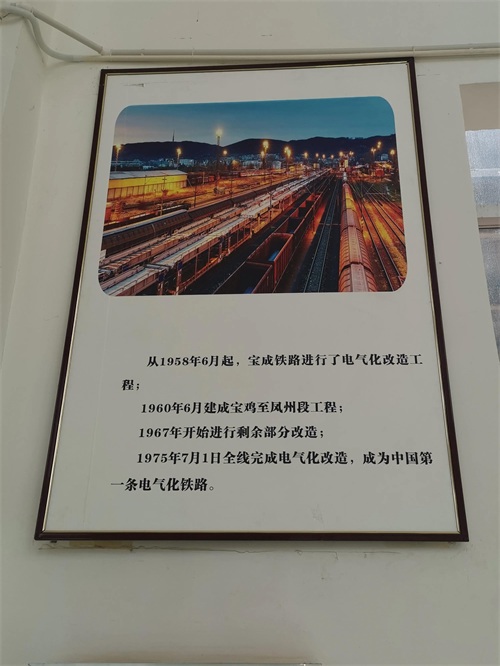 从1958年6月起，宝成铁路进行了电气化改造工
程；
1960年6月建成宝鸡至凤州段工程；
1967年开始进行剩余部分改造；
1975年7月1日全线完成电气化改造，成为中国第
一条电气化铁路。